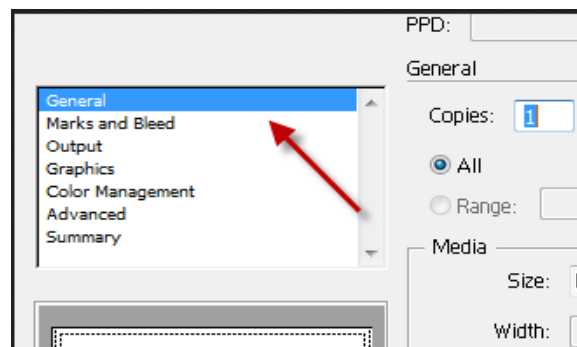 PPD:
General
General
Marks and Bleed
Output
Graphics
Color Management
Advanced
Summary
Copies: 1
All
Range:
Media
Size:
Width: